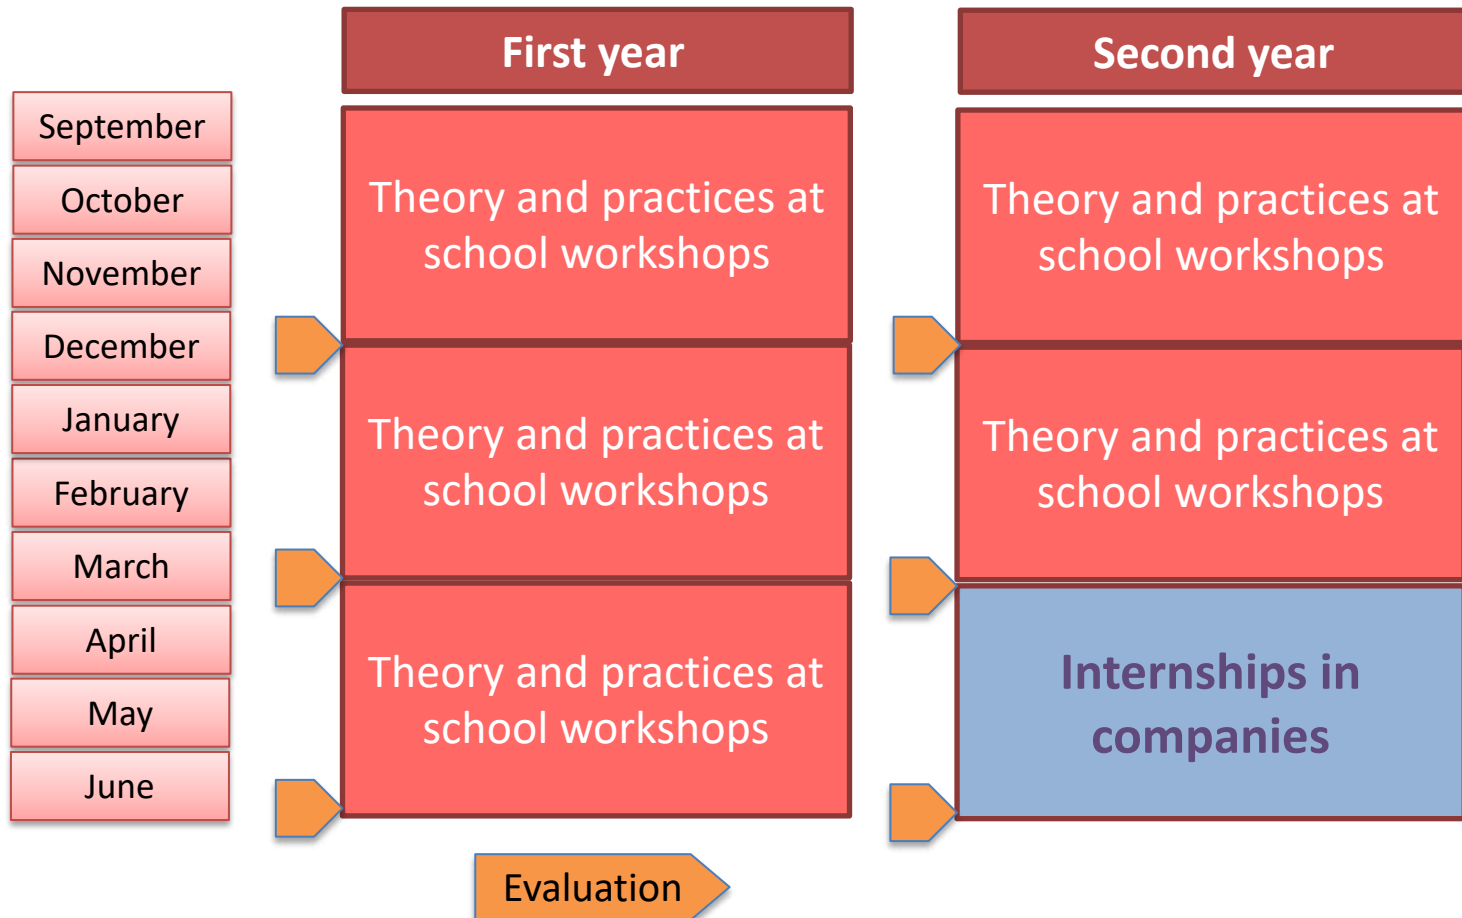 First year
Second year
September
October
November
December
January
February
March
April
May
June
Theory and practices at
school workshops
Theory and practices at
school workshops
Theory and practices at
school workshops
Theory and practices at
school workshops
Theory and practices at
school workshops
Internships in
companies
Evaluation